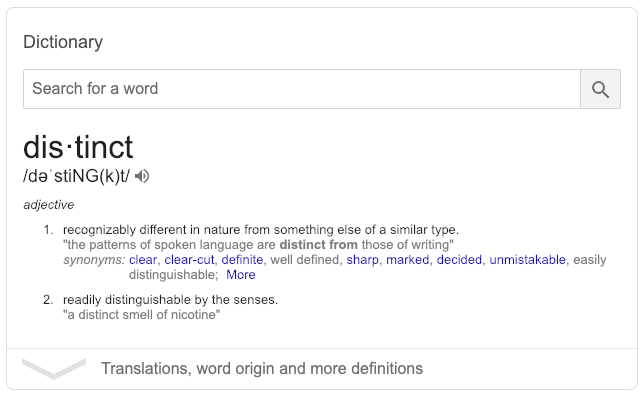 Dictionary
Search for a word
dis·tinct
/dəˈstiNG(k)t/
adjective
1. recognizably different in nature from something else of a similar type.
"the patterns of spoken language are distinct from those of writing"
synonyms: clear, clear-cut, definite, well defined, sharp, marked, decided, unmistakable, easily
distinguishable; More
2. readily distinguishable by the senses.
"a distinct smell of nicotine"
Translations, word origin and more definitions